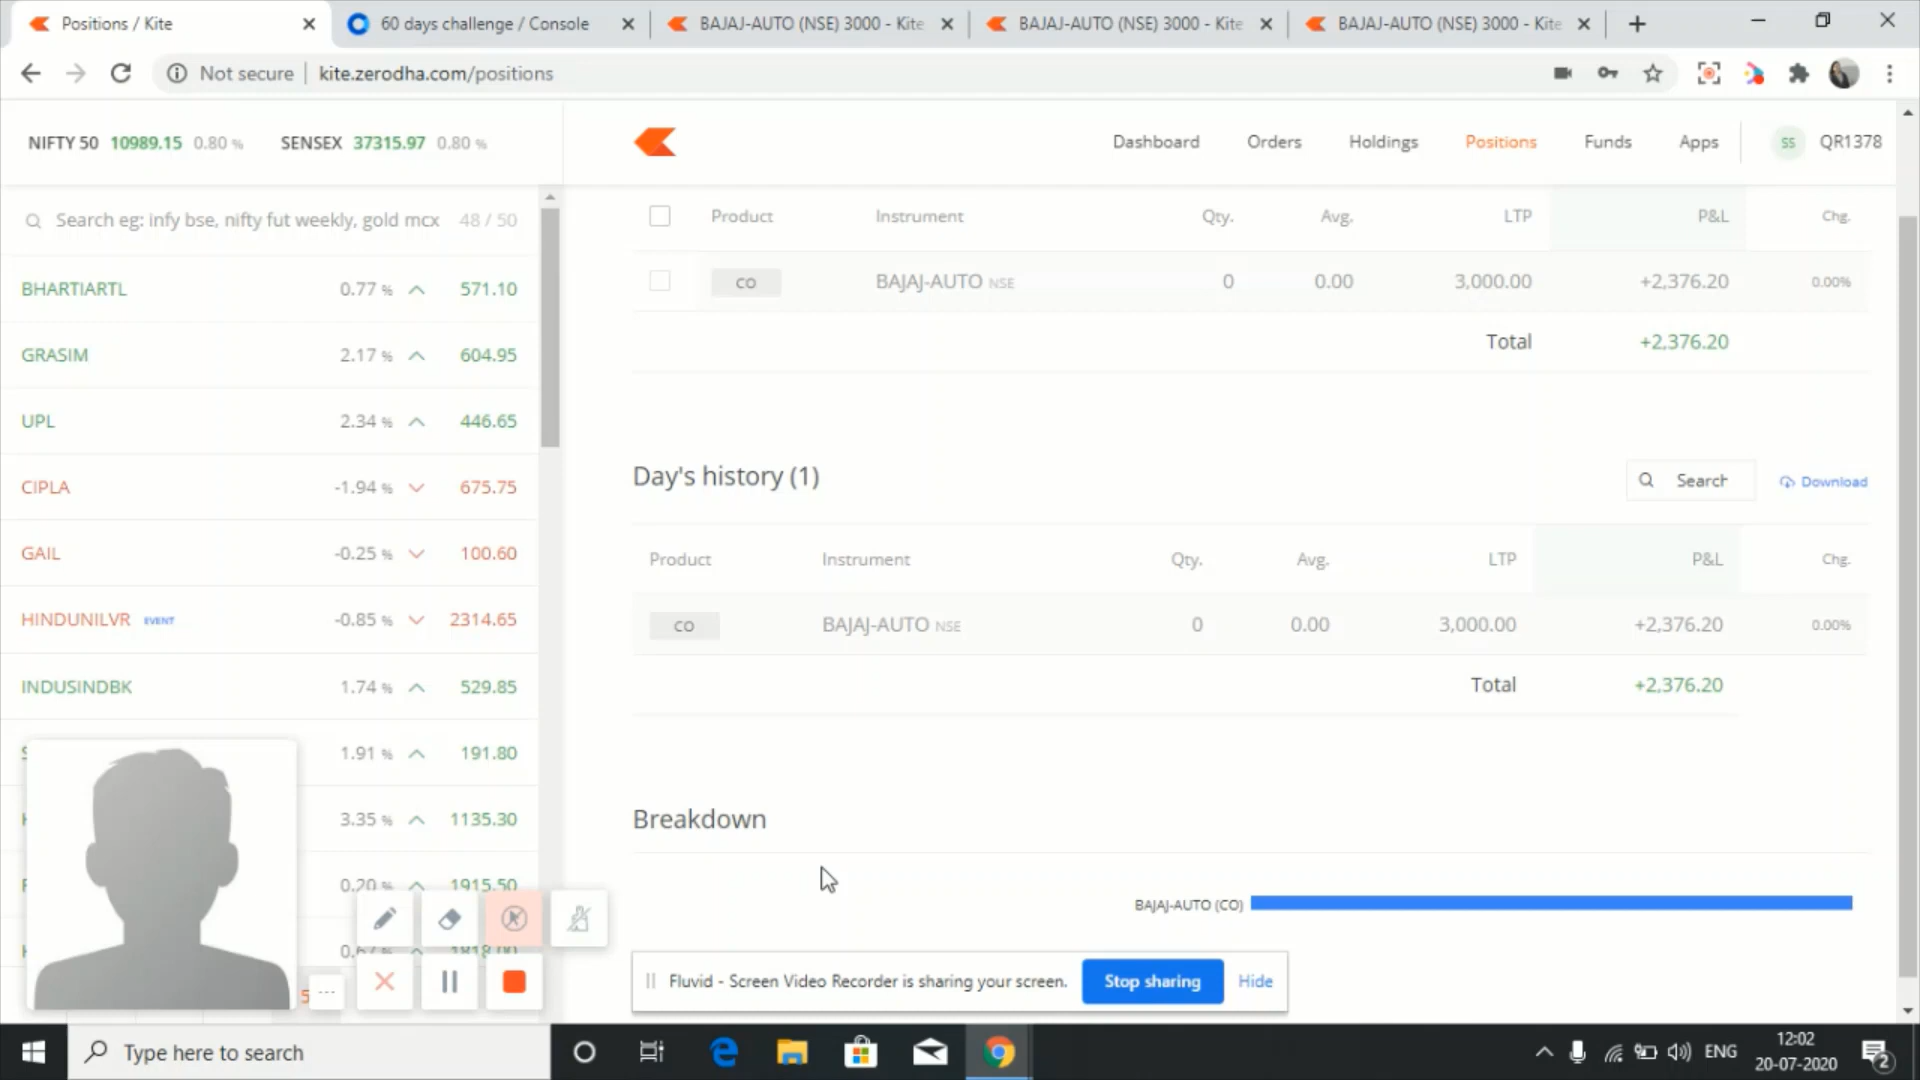 Positions / Kite
60 days challenge / Console
BAJAJ-AUTO (NSE) 3000 - Kite
BAJAJ-AUTO (NSE) 3000 - Kite
BAJAJ-AUTO (NSE) 3000 - Kite
Not secure
kite.zerodha.com/positions
NIFTY 50 10989.15 0.80 %
SENSEX 37315.97 0.80 %
Dashboard
Orders
Holdings
Positions
Funds
Apps
SS
QR1378
Search eg: infy bse, nifty fut weekly, gold mcx 48 / 50
BHARTIARTL 0.77 % 571.10
GRASIM 2.17 % 604.95
UPL 2.34 % 446.65
CIPLA -1.94 % 675.75
GAIL -0.25 % 100.60
HINDUNILVR EVENT -0.85 % 2314.65
INDUSINDBK 1.74 % 529.85
1.91 % 191.80
3.35 % 1135.30
0.20 % 1915.50
0.67 % 1818.00
Product Instrument Qty. Avg. LTP P&L Chg.
CO BAJAJ-AUTO NSE 0 0.00 3,000.00 +2,376.20 0.00%
Total +2,376.20
Day's history (1)
Search
Download
Product Instrument Qty. Avg. LTP P&L Chg.
CO BAJAJ-AUTO NSE 0 0.00 3,000.00 +2,376.20 0.00%
Total +2,376.20
Breakdown
BAJAJ-AUTO (CO)
Fluvid - Screen Video Recorder is sharing your screen.
Stop sharing
Hide
Type here to search
ENG
12:02
20-07-2020
2